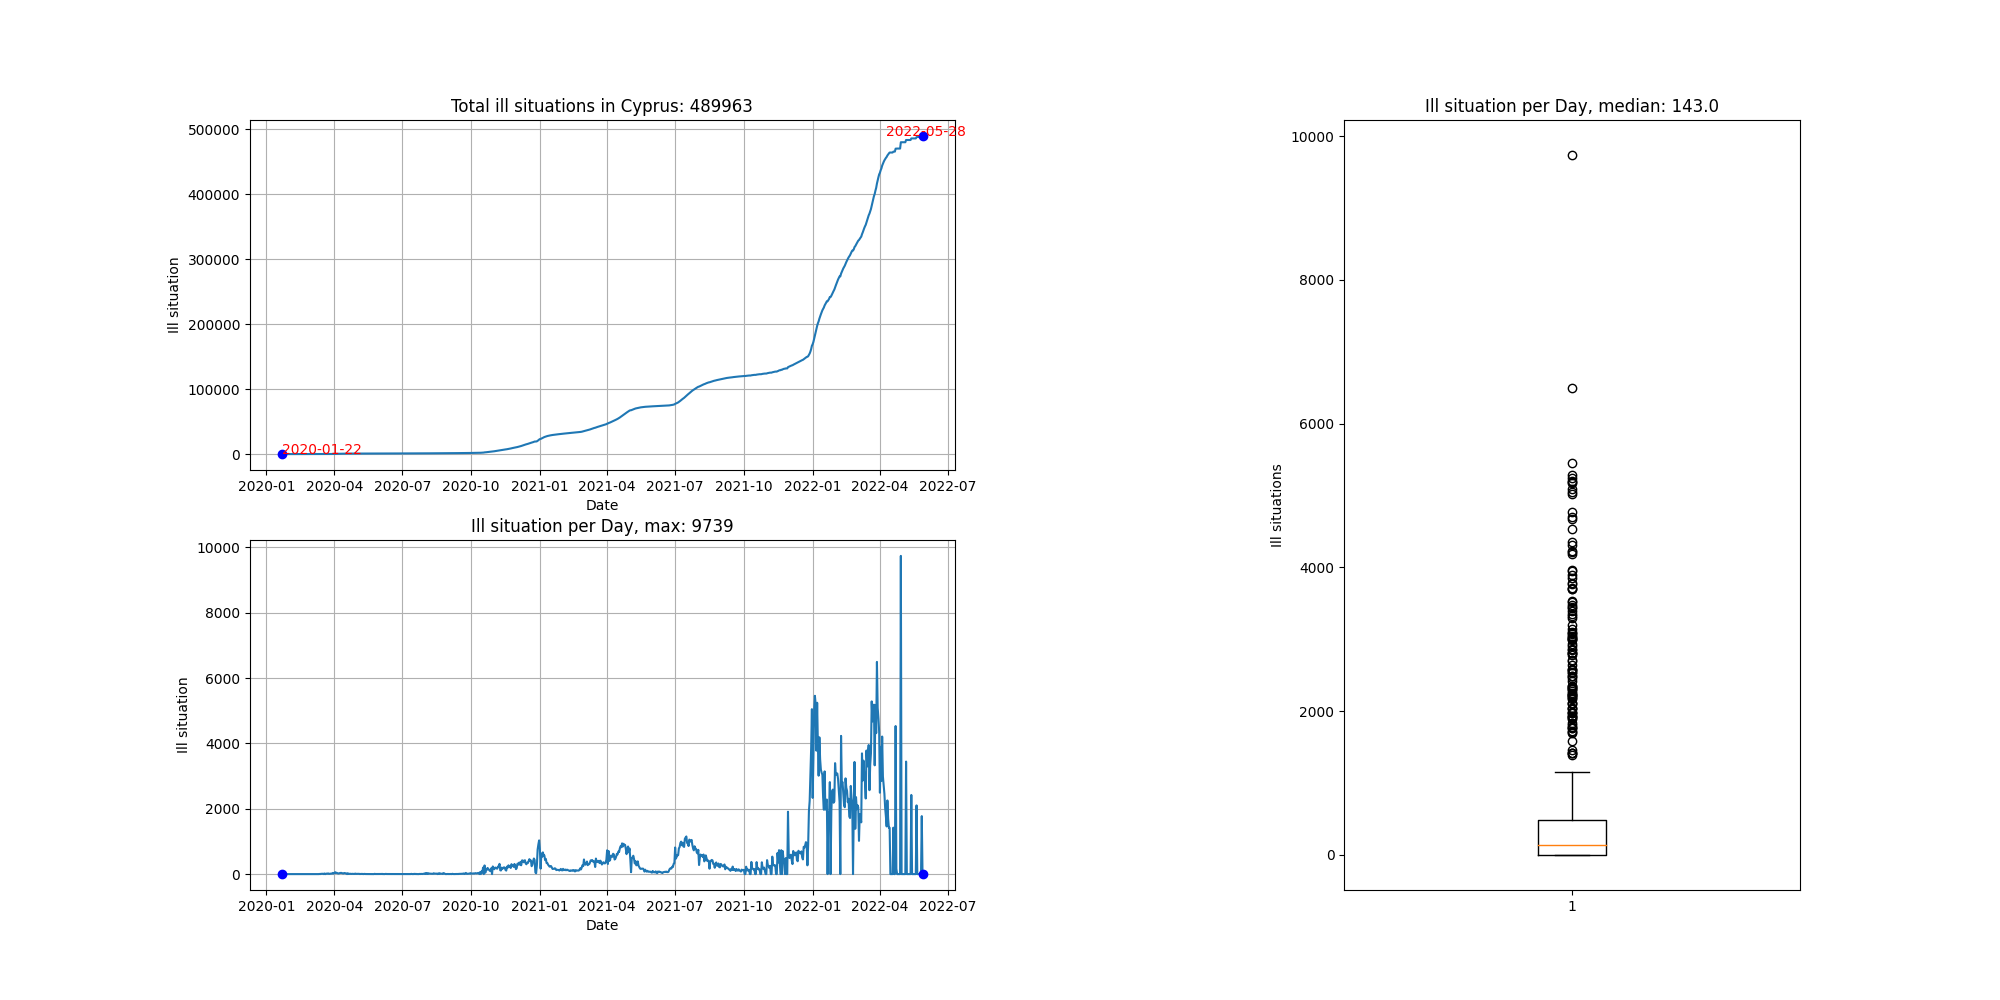 Total ill situations in Cyprus: 489963
500000
400000
300000
200000
100000
0
Ill situation
2022-05-28
2020-01-22
2020-01 2020-04 2020-07 2020-10 2021-01 2021-04 2021-07 2021-10 2022-01 2022-04 2022-07
Date
Ill situation per Day, max: 9739
10000
8000
6000
4000
2000
0
Ill situation
2020-01 2020-04 2020-07 2020-10 2021-01 2021-04 2021-07 2021-10 2022-01 2022-04 2022-07
Date
Ill situation per Day, median: 143.0
10000
8000
6000
4000
2000
0
Ill situations
1